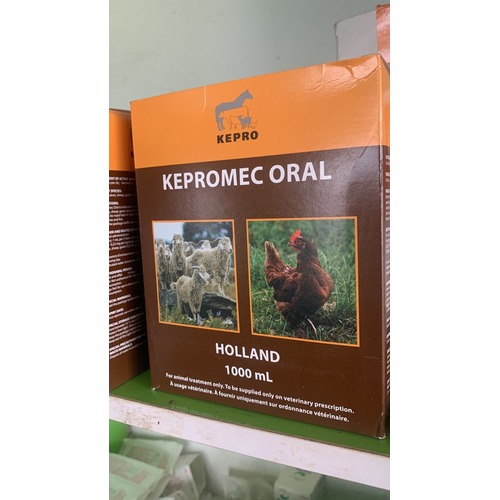 KEPRO
KEPROMEC ORAL
HOLLAND
1000 mL
For animal treatment only. To be supplied only on veterinary prescription.
À usage vétérinaire. À fournir uniquement sur ordonnance vétérinaire.